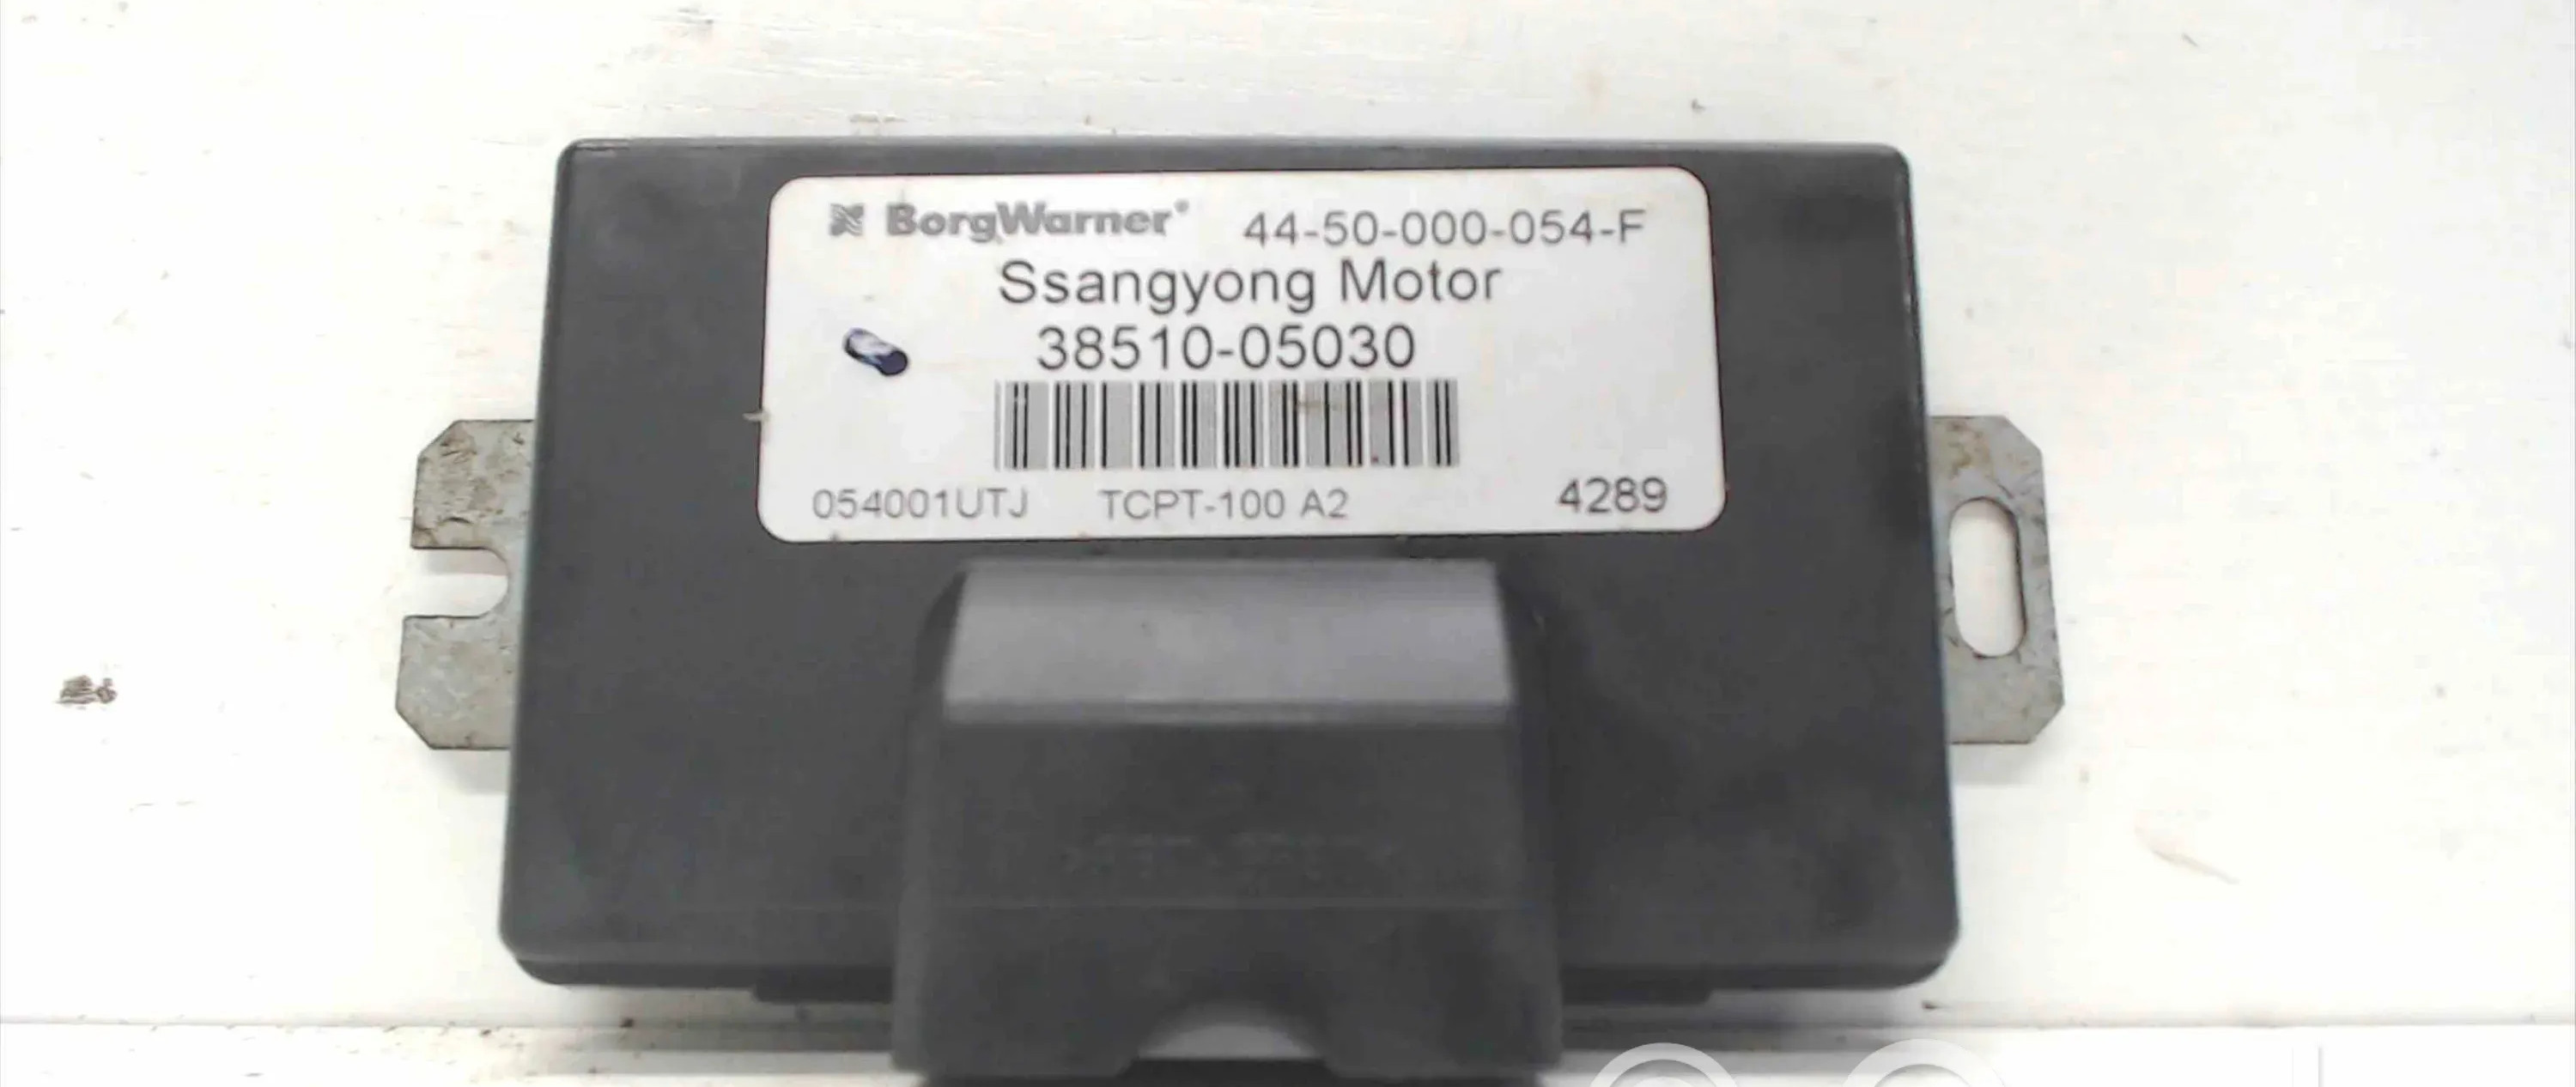 BorgWarner® 44-50-000-054-F
Ssangyong Motor
38510-05030
054001UTJ TCPT-100 A2 4289